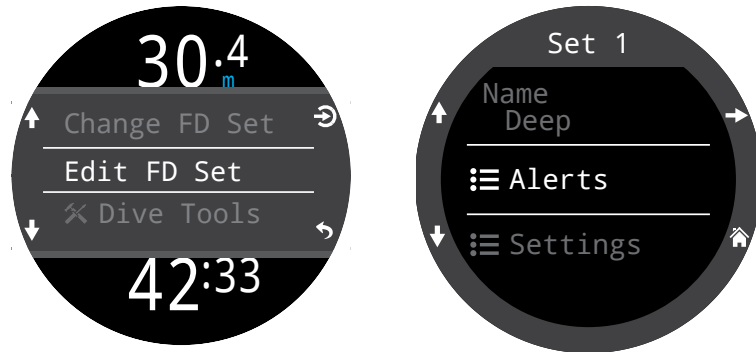 30.4
m
Change FD Set
Edit FD Set
Dive Tools
42:33
Set 1
Name
Deep
Alerts
Settings